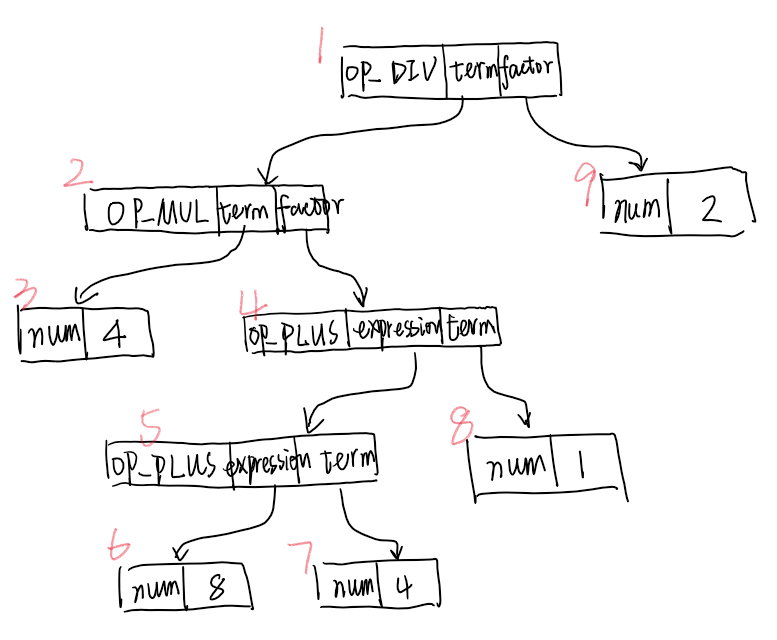 1
OP_DIV term factor
2
OP_MUL term factor
9
num 2
3
num 4
4
OP_PLUS expression term
5
OP_PLUS expression term
8
num 1
6
num 8
7
num 4